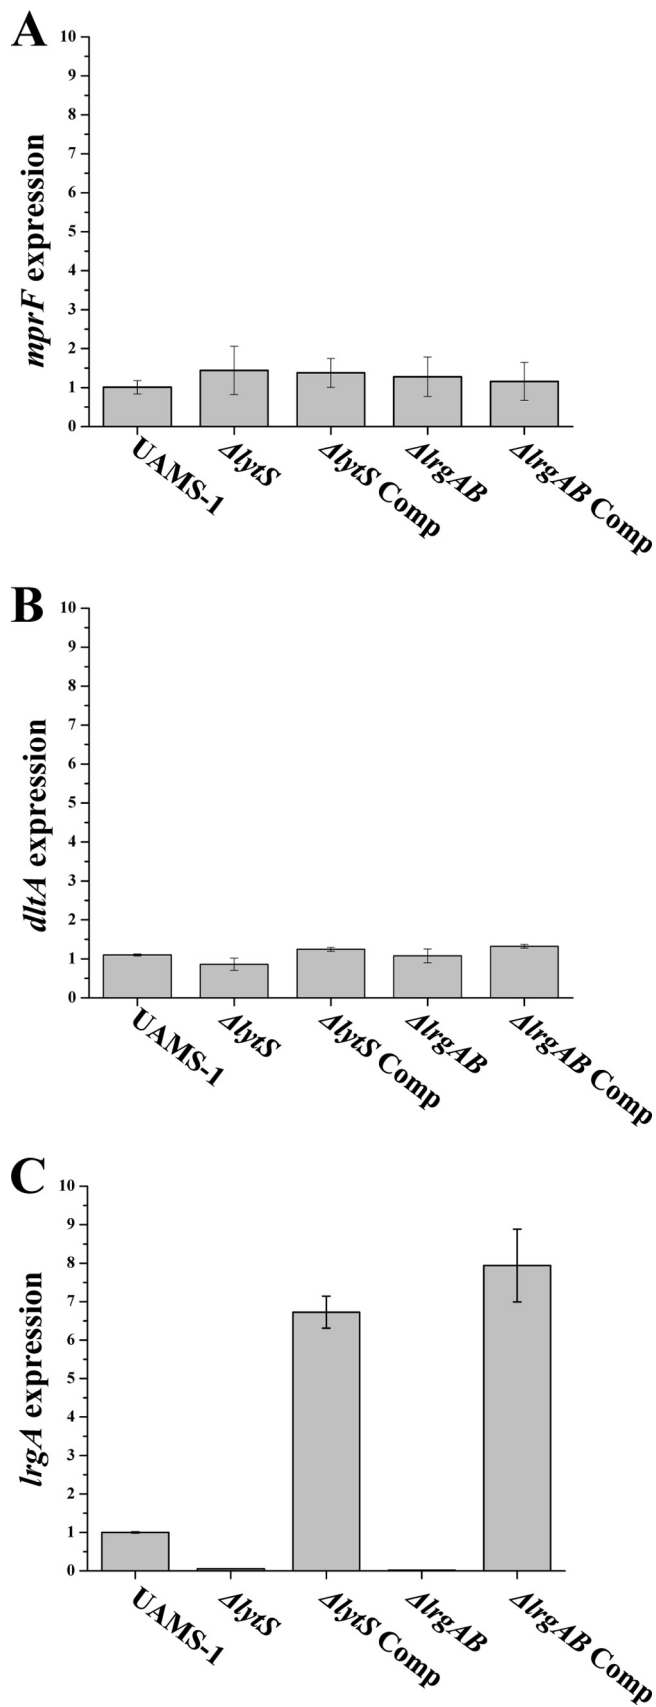 A
10
9
8
7
6
5
4
3
2
1
0
mprF expression
UAMS-1
ΔlytS
ΔlytS Comp
ΔlrgAB
ΔlrgAB Comp
B
10
9
8
7
6
5
4
3
2
1
0
dltA expression
UAMS-1
ΔlytS
ΔlytS Comp
ΔlrgAB
ΔlrgAB Comp
C
10
9
8
7
6
5
4
3
2
1
0
lrgA expression
UAMS-1
ΔlytS
ΔlytS Comp
ΔlrgAB
ΔlrgAB Comp